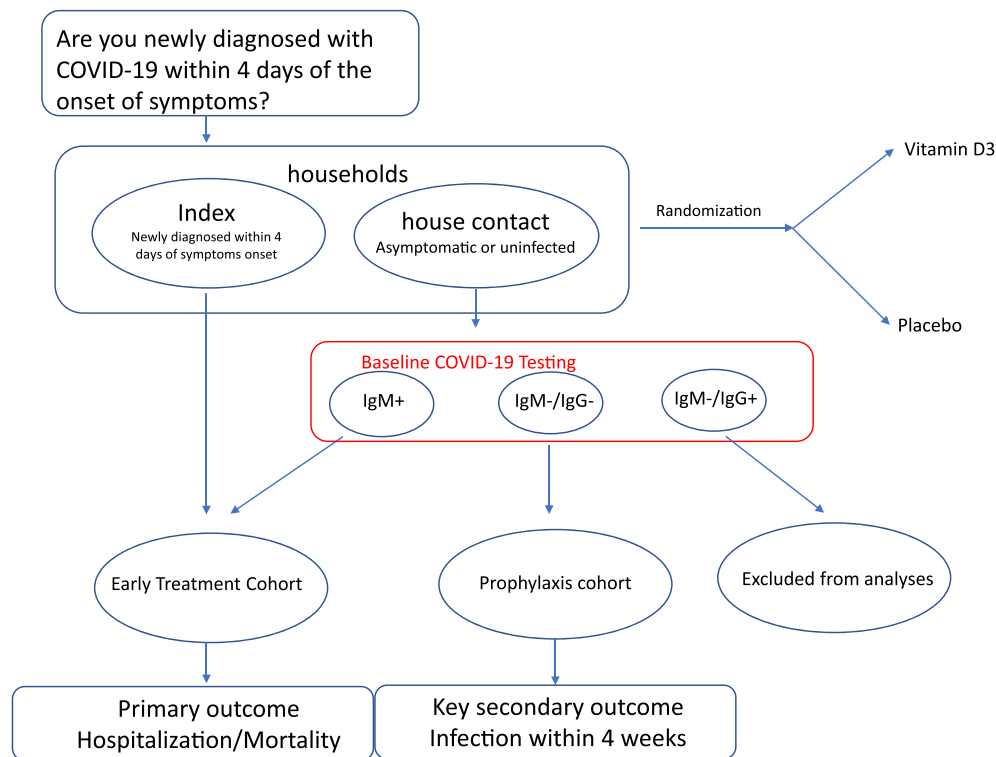 Are you newly diagnosed with
COVID-19 within 4 days of the
onset of symptoms?
households
Index
Newly diagnosed within 4
days of symptoms onset
house contact
Asymptomatic or uninfected
Randomization
Vitamin D3
Placebo
Baseline COVID-19 Testing
IgM+
IgM-/IgG-
IgM-/IgG+
Early Treatment Cohort
Prophylaxis cohort
Excluded from analyses
Primary outcome
Hospitalization/Mortality
Key secondary outcome
Infection within 4 weeks